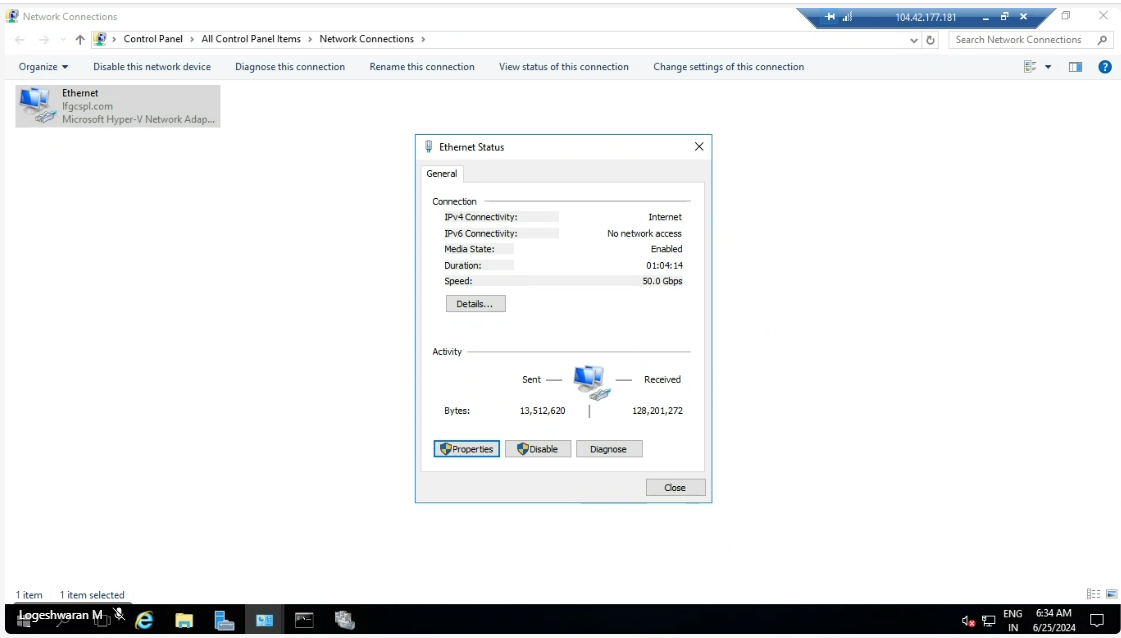 Network Connections
104.42.177.181
Control Panel > All Control Panel Items > Network Connections >
Search Network Connections
Organize Disable this network device Diagnose this connection Rename this connection View status of this connection Change settings of this connection
Ethernet
lfgcspl.com
Microsoft Hyper-V Network Adap...
Ethernet Status
General
Connection
IPv4 Connectivity: Internet
IPv6 Connectivity: No network access
Media State: Enabled
Duration: 01:04:14
Speed: 50.0 Gbps
Details...
Activity
Sent Received
Bytes: 13,512,620 128,201,272
Properties Disable Diagnose
Close
1 item 1 item selected
Logeshwaran M
ENG 6:34 AM
IN 6/25/2024